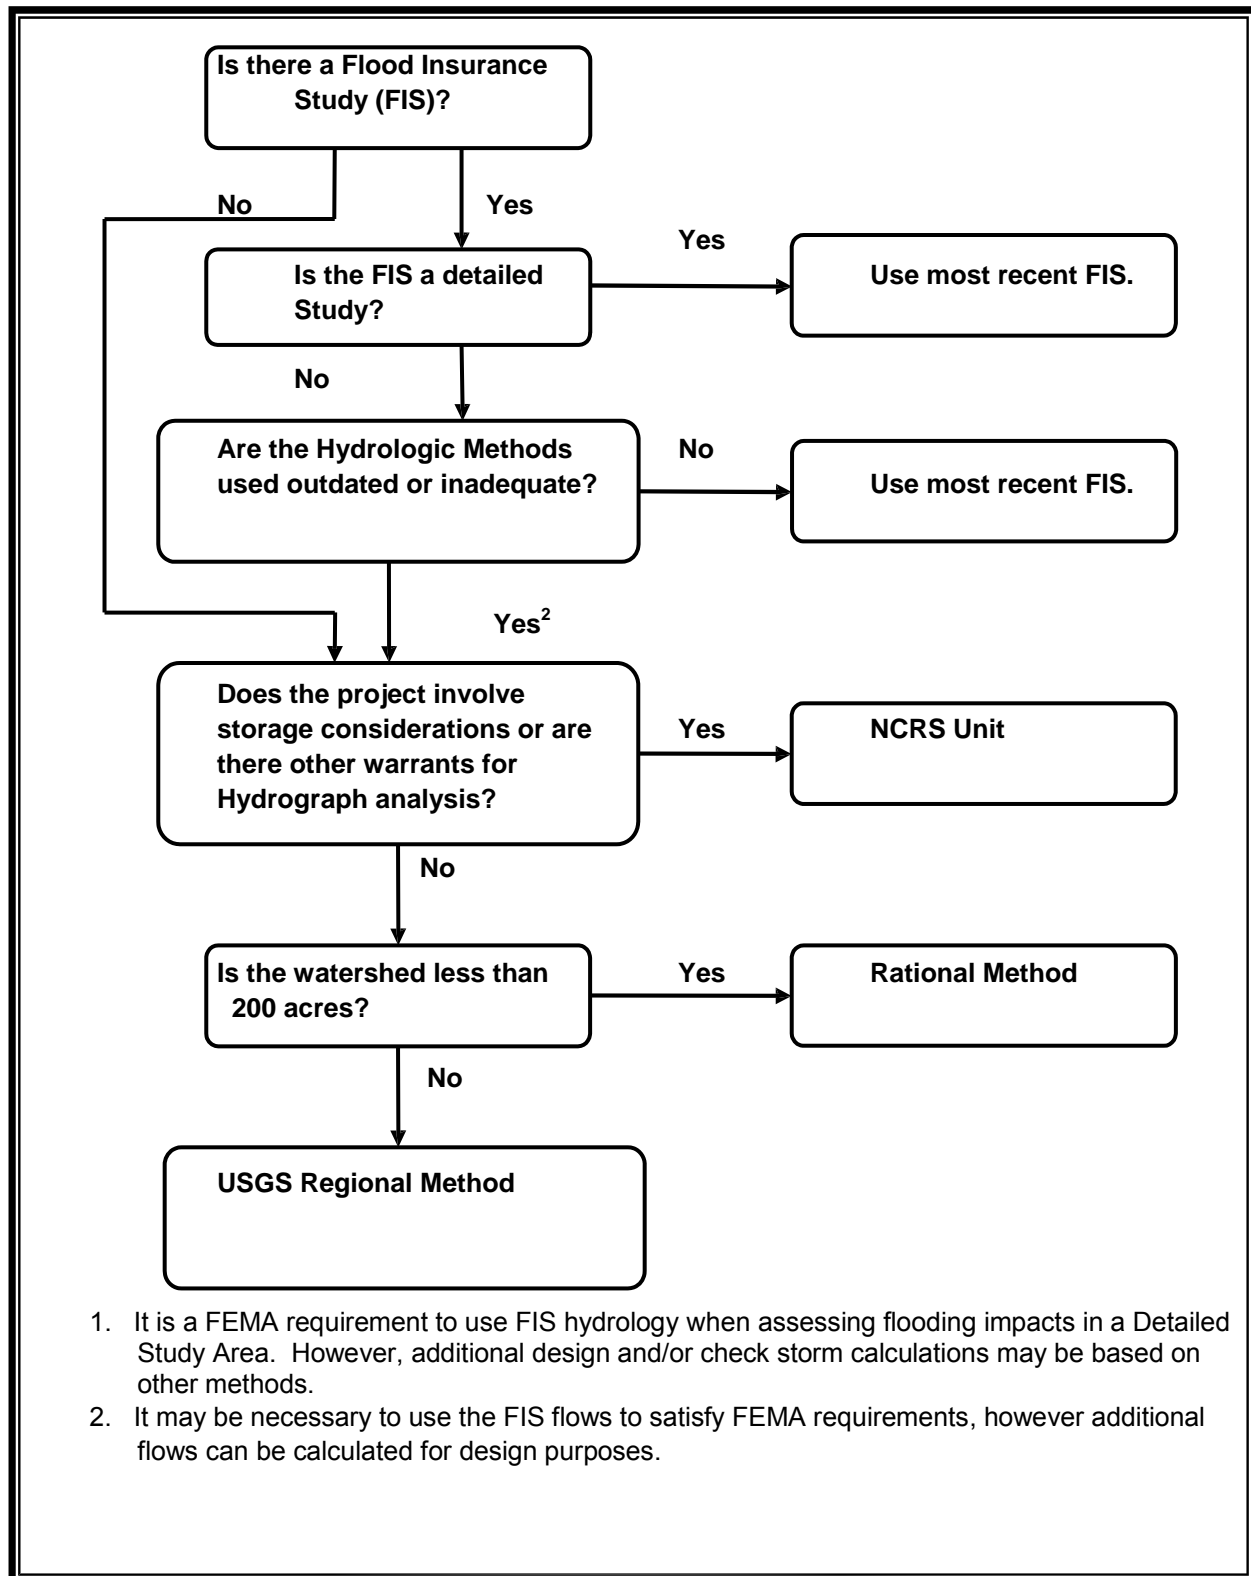 Is there a Flood Insurance
Study (FIS)?
No
Yes
Is the FIS a detailed
Study?
Yes
Use most recent FIS.
No
Are the Hydrologic Methods
used outdated or inadequate?
No
Use most recent FIS.
Yes2
Does the project involve
storage considerations or are
there other warrants for
Hydrograph analysis?
Yes
NCRS Unit
No
Is the watershed less than
200 acres?
Yes
Rational Method
No
USGS Regional Method
1. It is a FEMA requirement to use FIS hydrology when assessing flooding impacts in a Detailed
Study Area. However, additional design and/or check storm calculations may be based on
other methods.
2. It may be necessary to use the FIS flows to satisfy FEMA requirements, however additional
flows can be calculated for design purposes.